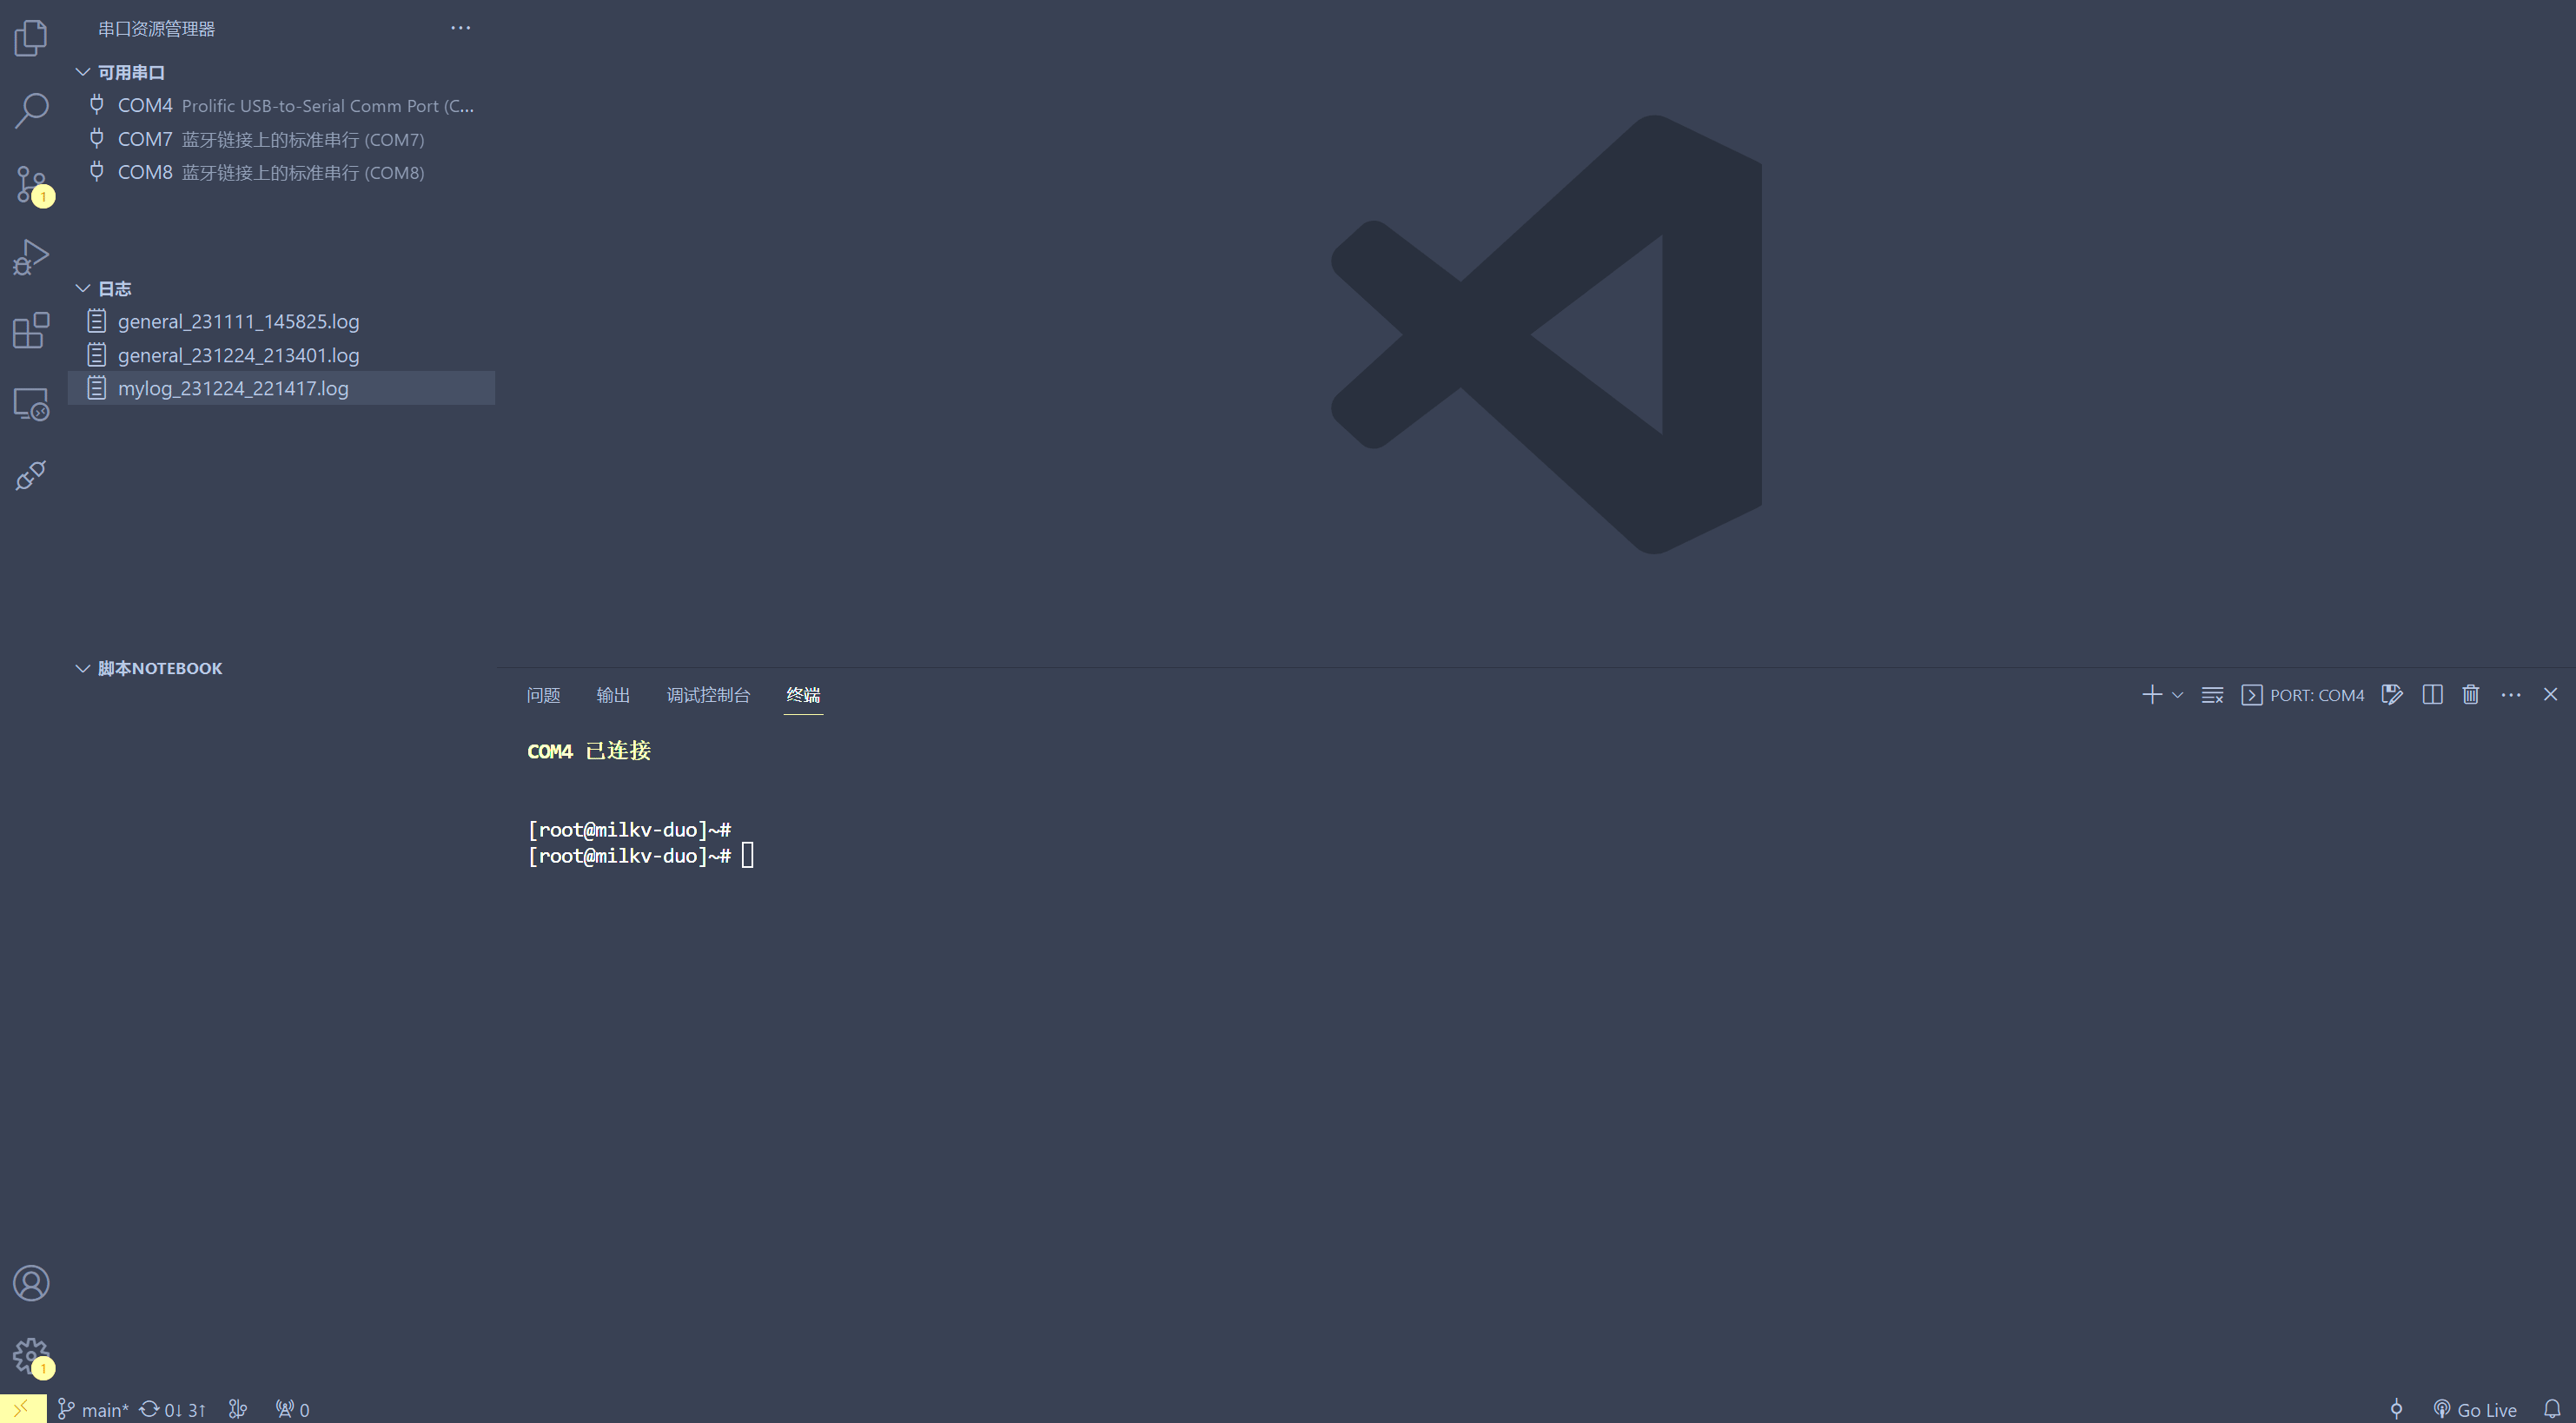 串口资源管理器
可用串口
COM4 Prolific USB-to-Serial Comm Port (C...
COM7 蓝牙链接上的标准串行 (COM7)
COM8 蓝牙链接上的标准串行 (COM8)
1
日志
general_231111_145825.log
general_231224_213401.log
mylog_231224_221417.log
脚本NOTEBOOK
问题 输出 调试控制台 终端
PORT: COM4
COM4 已连接
[root@milkv-duo]~#
[root@milkv-duo]~#
1
main* 0↓ 3↑ 0
Go Live